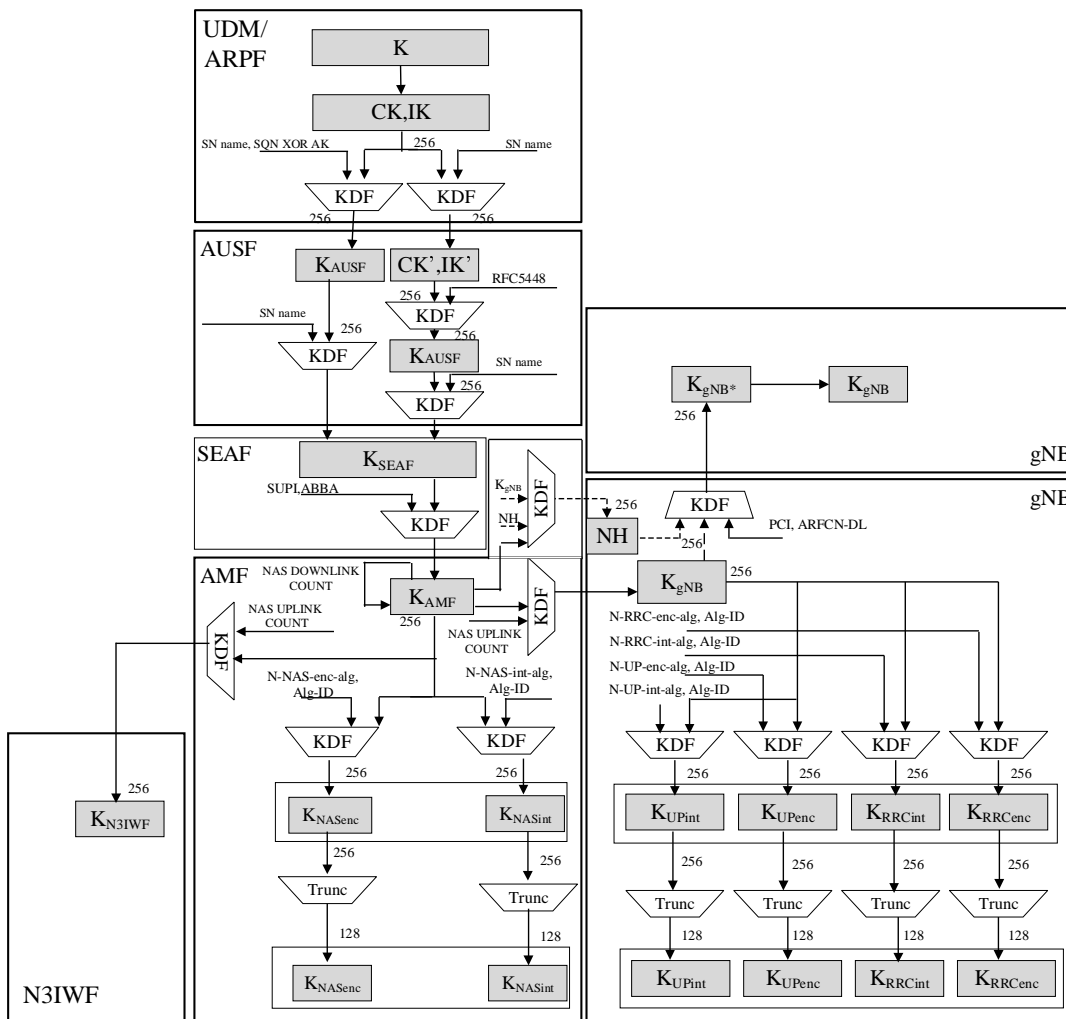 UDM/
ARPF
K
CK,IK
256
SN name, SQN XOR AK
SN name
KDF
KDF
256
256
AUSF
KAUSF
CK’,IK’
RFC5448
256
KDF
SN name
256
256
KDF
KAUSF
SN name
256
KDF
SEAF
KSEAF
SUPI,ABBA
KDF
KgNB
NH
KDF
256
NH
KgNB*
KgNB
256
gNB
gNB
KDF
PCI, ARFCN-DL
256
KgNB
256
AMF
NAS DOWNLINK
COUNT
KAMF
256
KDF
NAS UPLINK
COUNT
NAS UPLINK
COUNT
KDF
N-NAS-enc-alg,
Alg-ID
N-NAS-int-alg,
Alg-ID
KDF
KDF
256
256
KNASenc
KNASint
256
256
Trunc
Trunc
128
128
KNASenc
KNASint
N-RRC-enc-alg, Alg-ID
N-RRC-int-alg, Alg-ID
N-UP-enc-alg, Alg-ID
N-UP-int-alg, Alg-ID
KDF
KDF
KDF
KDF
256
256
256
256
KUPint
KUPenc
KRRCint
KRRCenc
256
256
256
256
Trunc
Trunc
Trunc
Trunc
128
128
128
128
KUPint
KUPenc
KRRCint
KRRCenc
256
KN3IWF
N3IWF